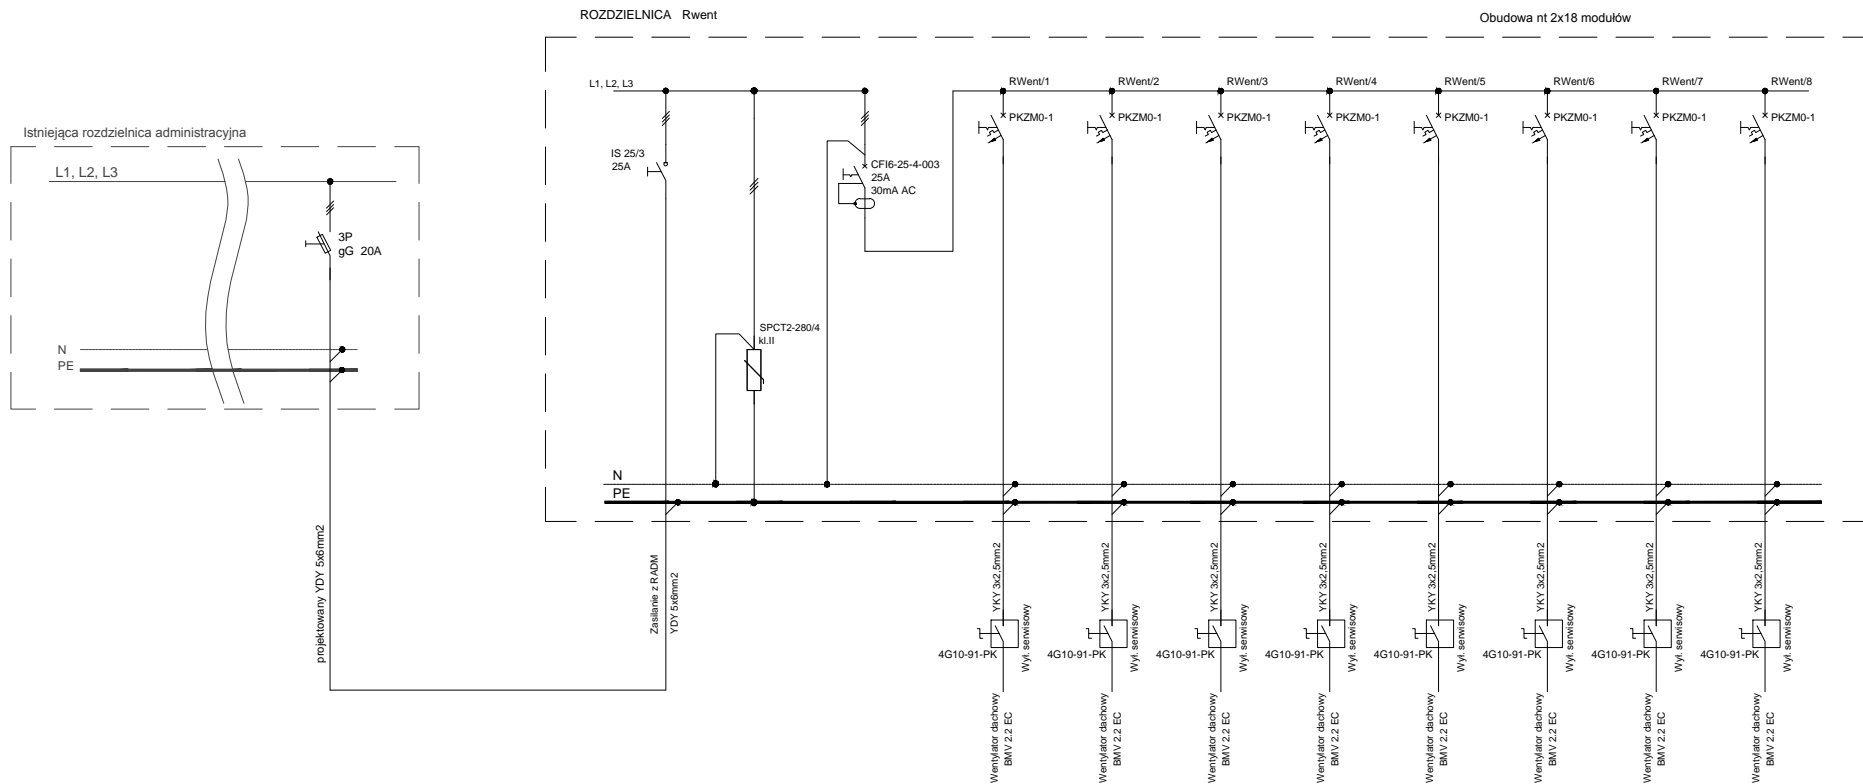 ROZDZIELNICA Rwent
Obudowa nt 2x18 modułów
Istniejąca rozdzielnica administracyjna
L1, L2, L3
3P
gG 20A
N
PE
projektowany YDY 5x6mm2
L1, L2, L3
IS 25/3
25A
SPCT2-280/4
kl.II
CFI6-25-4-003
25A
30mA AC
N
PE
Zasilanie z RADM
YDY 5x6mm2
RWent/1
PKZM0-1
YKY 3x2,5mm2
4G10-91-PK
Wył. serwisowy
Wentylator dachowy
BMV 2.2 EC
RWent/2
PKZM0-1
YKY 3x2,5mm2
4G10-91-PK
Wył. serwisowy
Wentylator dachowy
BMV 2.2 EC
RWent/3
PKZM0-1
YKY 3x2,5mm2
4G10-91-PK
Wył. serwisowy
Wentylator dachowy
BMV 2.2 EC
RWent/4
PKZM0-1
YKY 3x2,5mm2
4G10-91-PK
Wył. serwisowy
Wentylator dachowy
BMV 2.2 EC
RWent/5
PKZM0-1
YKY 3x2,5mm2
4G10-91-PK
Wył. serwisowy
Wentylator dachowy
BMV 2.2 EC
RWent/6
PKZM0-1
YKY 3x2,5mm2
4G10-91-PK
Wył. serwisowy
Wentylator dachowy
BMV 2.2 EC
RWent/7
PKZM0-1
YKY 3x2,5mm2
4G10-91-PK
Wył. serwisowy
Wentylator dachowy
BMV 2.2 EC
RWent/8
PKZM0-1
YKY 3x2,5mm2
4G10-91-PK
Wył. serwisowy
Wentylator dachowy
BMV 2.2 EC